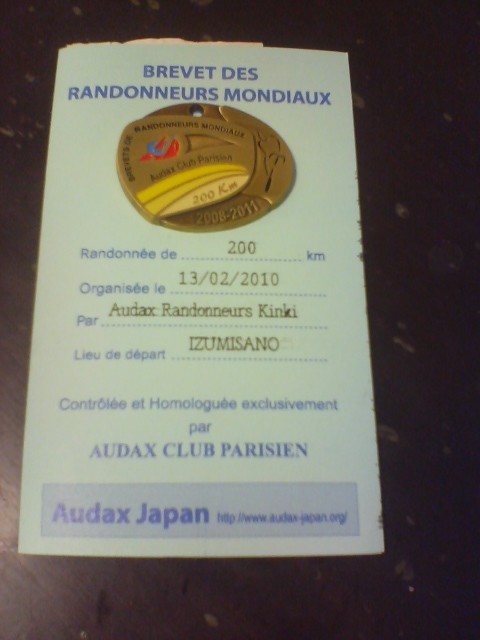 BREVET DES
RANDONNEURS MONDIAUX
BREVETS DE RANDONNEURS MONDIAUX
Audax Club Parisien
200 Km
2008-2011
Randonnée de 200 km
Organisée le 13/02/2010
Par Audax Randonneurs Kinki
Lieu de départ IZUMISANO
Contrôlée et Homologuée exclusivement
par
AUDAX CLUB PARISIEN
Audax Japan http://www.audax-japan.org/